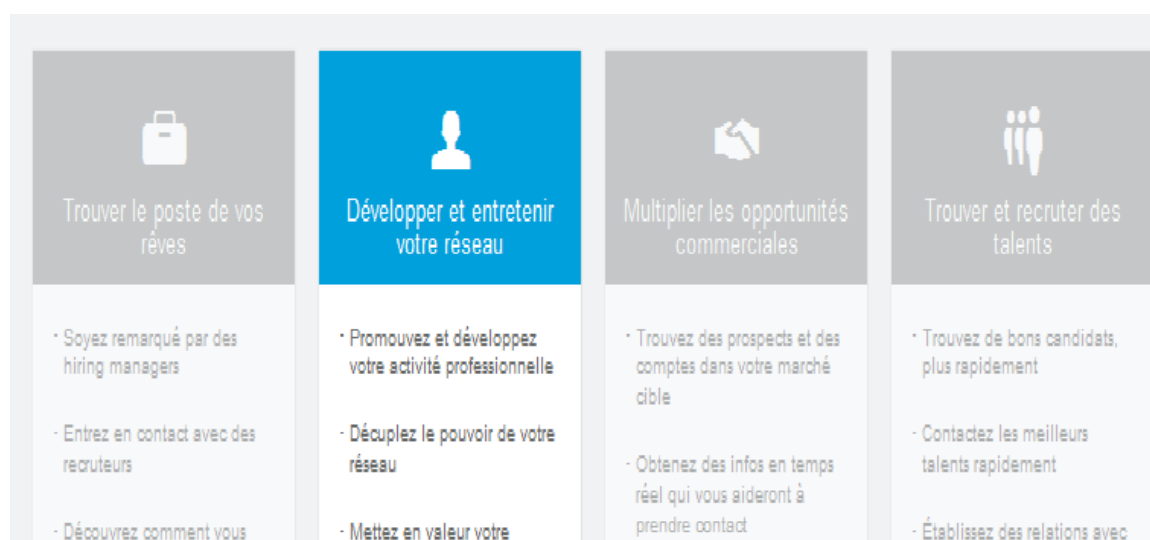 Trouver le poste de vos
rêves
· Soyez remarqué par des
hiring managers
- Entrez en contact avec des
recruteurs
- Découvrez comment vous
Développer et entretenir
votre réseau
· Promouvez et développez
votre activité professionnelle
- Décuplez le pouvoir de votre
réseau
- Mettez en valeur votre
Multiplier les opportunités
commerciales
· Trouvez des prospects et des
comptes dans votre marché
cible
- Obtenez des infos en temps
réel qui vous aideront à
prendre contact
Trouver et recruter des
talents
· Trouvez de bons candidats,
plus rapidement
- Contactez les meilleurs
talents rapidement
- Établissez des relations avec